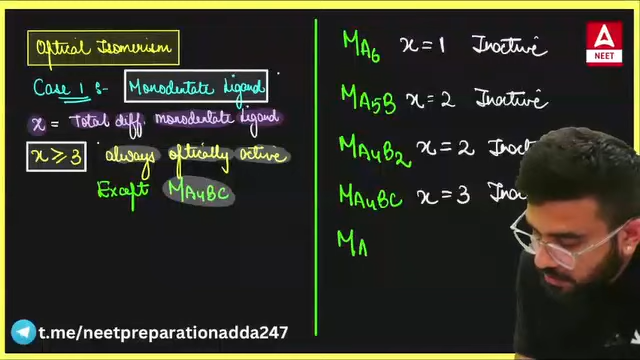 Optical Isomerism
Case 1 :- Monodentate Ligand
x = Total diff. monodentate Ligand
x ≥ 3 always optically active
Except MA4BC
MA6 x = 1 Inactive
MA5B x = 2 Inactive
MA4B2 x = 2
MA4BC x = 3
MA
A
NEET
t.me/neetpreparationadda247